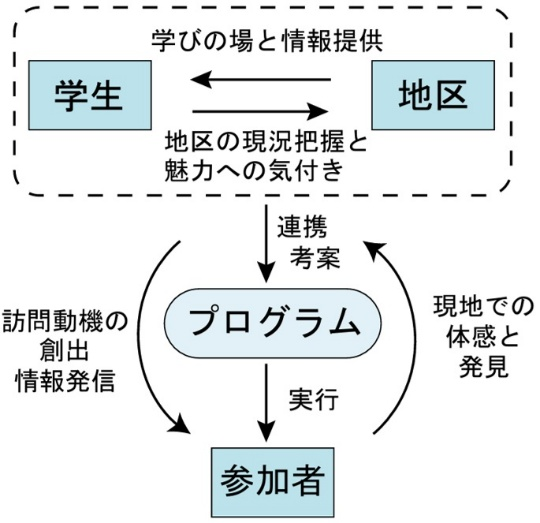 学びの場と情報提供
学生
地区
地区の現況把握と
魅力への気付き
連携
考案
プログラム
訪問動機の
創出
情報発信
現地での
体感と
発見
実行
参加者